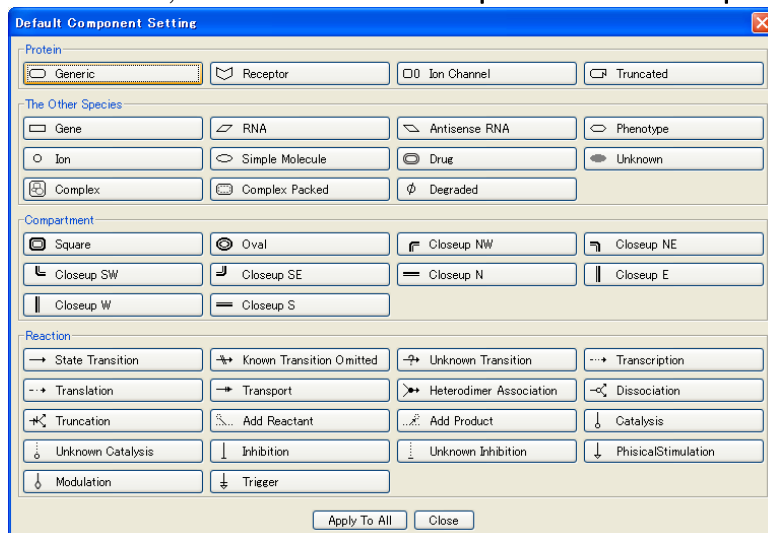 Default Component Setting
Protein
Generic Receptor Ion Channel Truncated
The Other Species
Gene RNA Antisense RNA Phenotype
Ion Simple Molecule Drug Unknown
Complex Complex Packed Degraded
Compartment
Square Oval Closeup NW Closeup NE
Closeup SW Closeup SE Closeup N Closeup E
Closeup W Closeup S
Reaction
State Transition Known Transition Omitted Unknown Transition Transcription
Translation Transport Heterodimer Association Dissociation
Truncation Add Reactant Add Product Catalysis
Unknown Catalysis Inhibition Unknown Inhibition PhisicalStimulation
Modulation Trigger
Apply To All Close